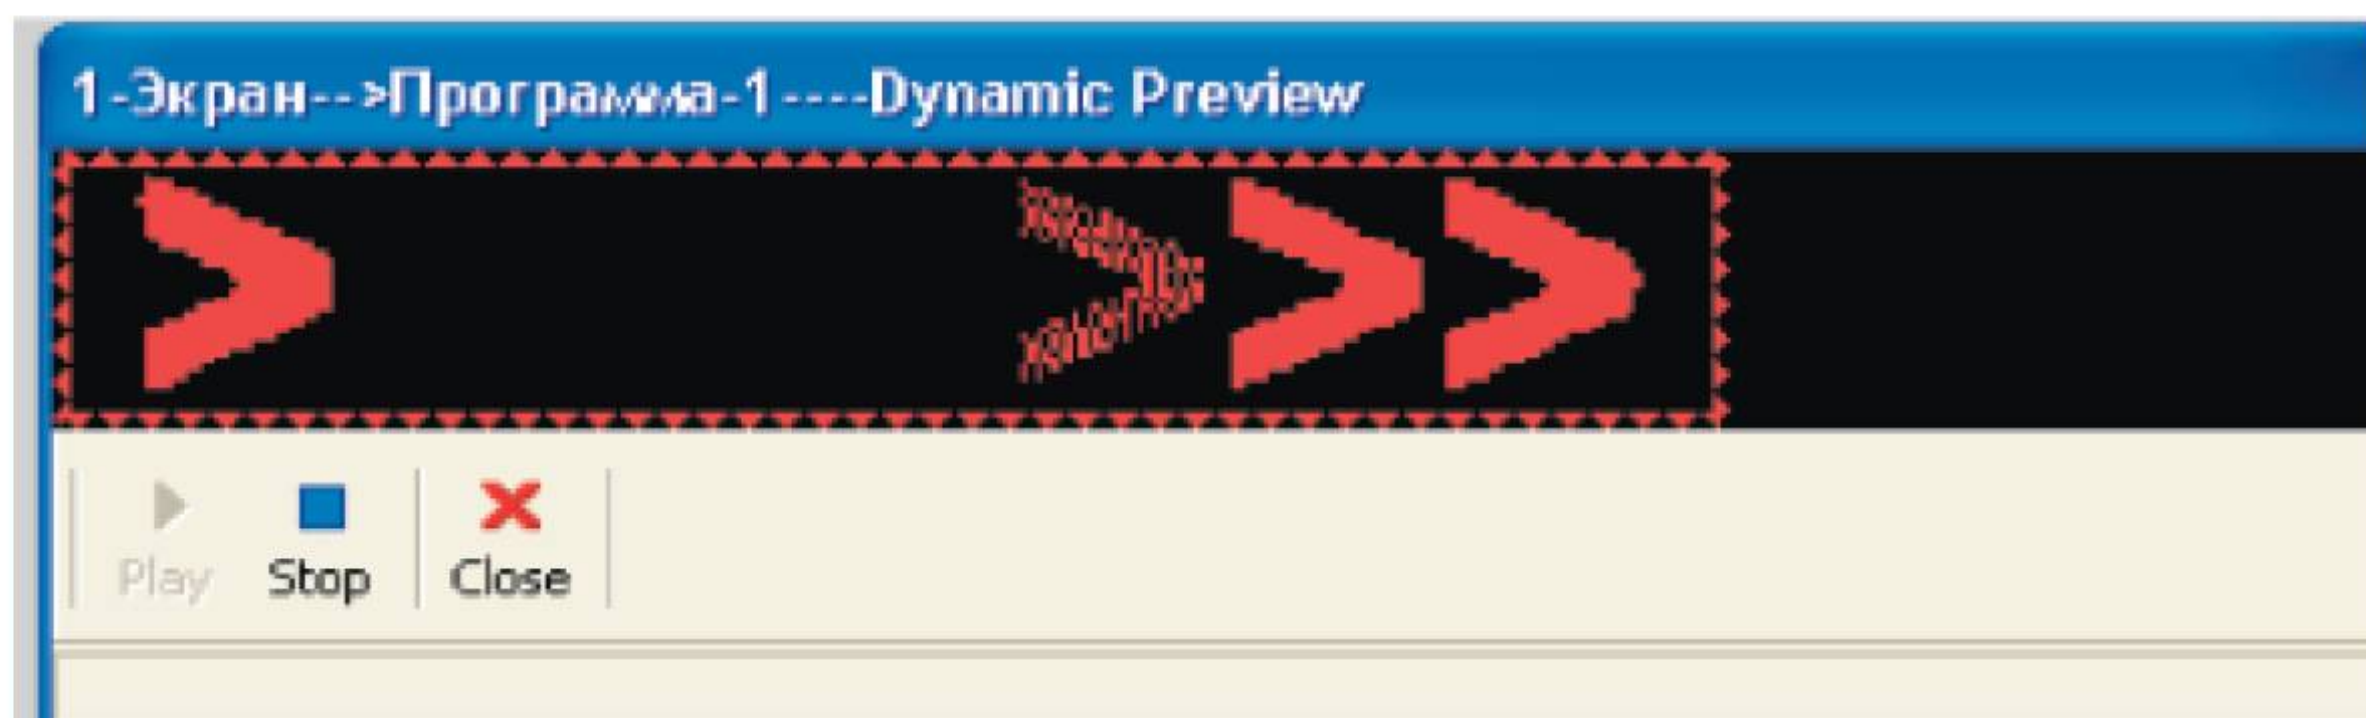 1-Экран-->Программа-1----Dynamic Preview
Play Stop Close